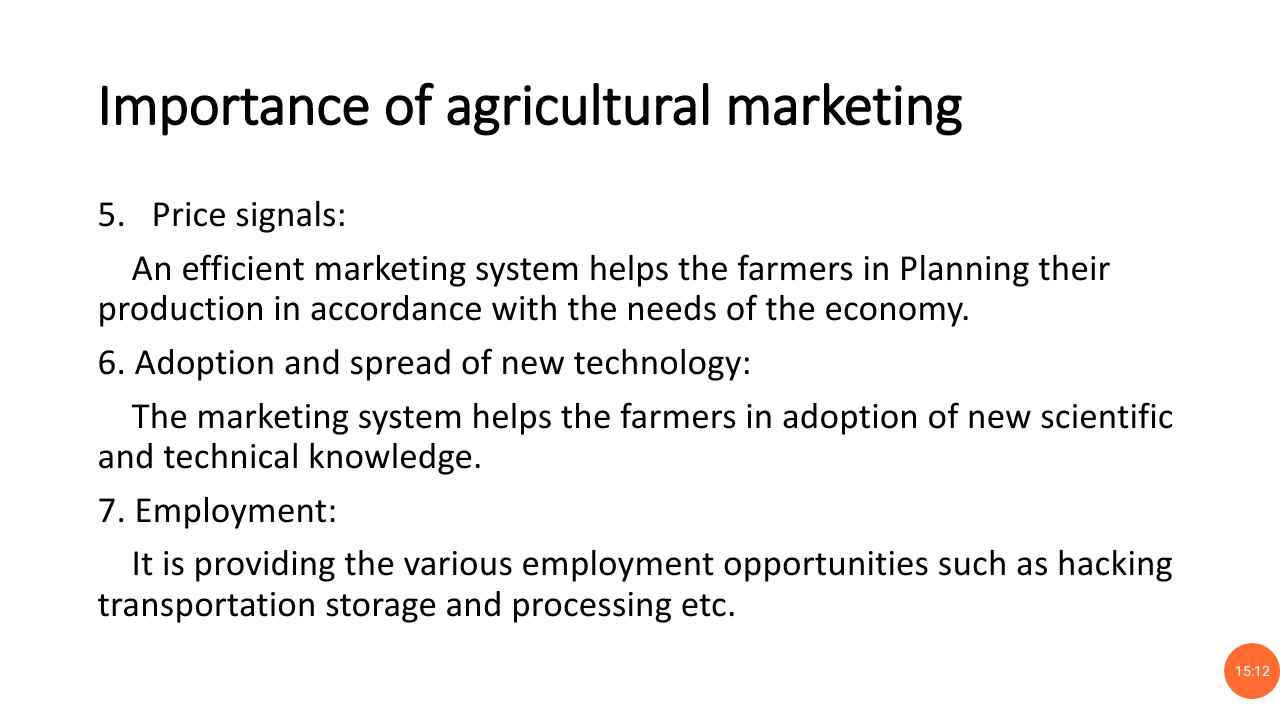 Importance of agricultural marketing
5. Price signals:
An efficient marketing system helps the farmers in Planning their
production in accordance with the needs of the economy.
6. Adoption and spread of new technology:
The marketing system helps the farmers in adoption of new scientific
and technical knowledge.
7. Employment:
It is providing the various employment opportunities such as hacking
transportation storage and processing etc.
15:12